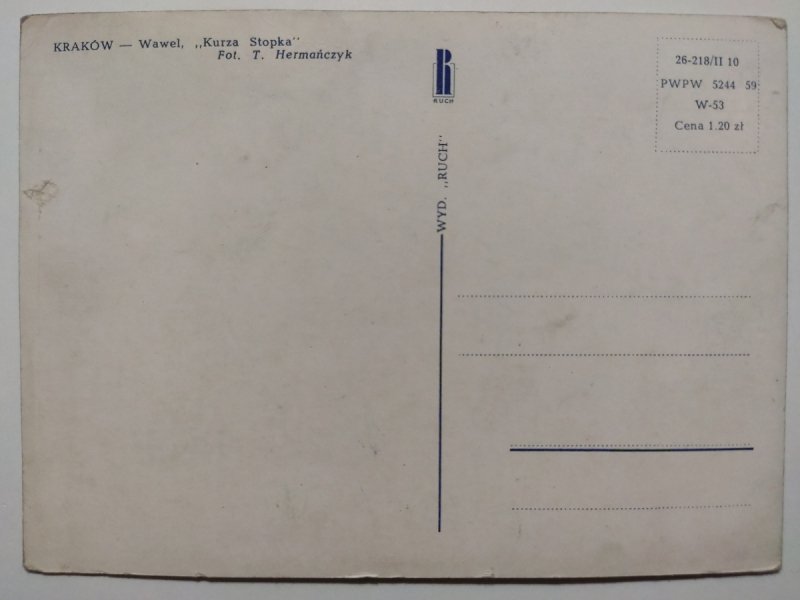 KRAKÓW — Wawel, „Kurza Stopka"
Fot. T. Hermańczyk
RUCH
WYD. „RUCH"
26-218/II 10
PWPW 5244 59
W-53
Cena 1.20 zł